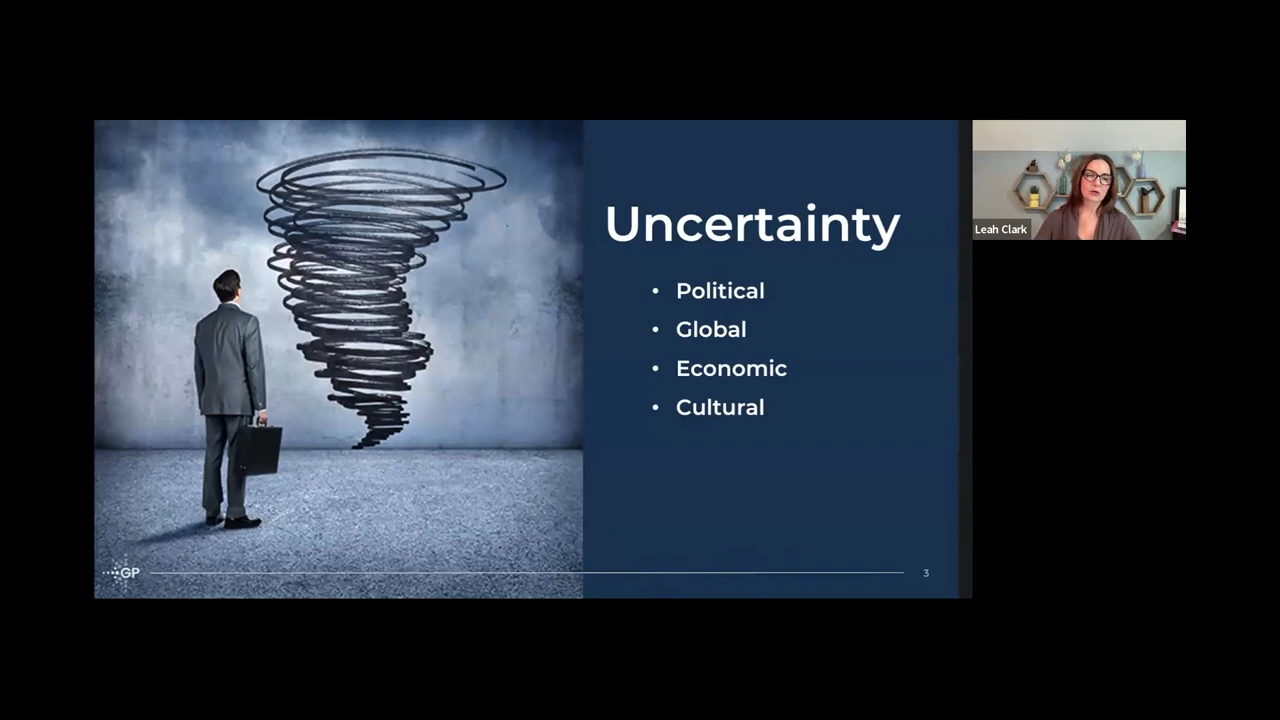 Uncertainty
• Political
• Global
• Economic
• Cultural
GP
3
Leah Clark